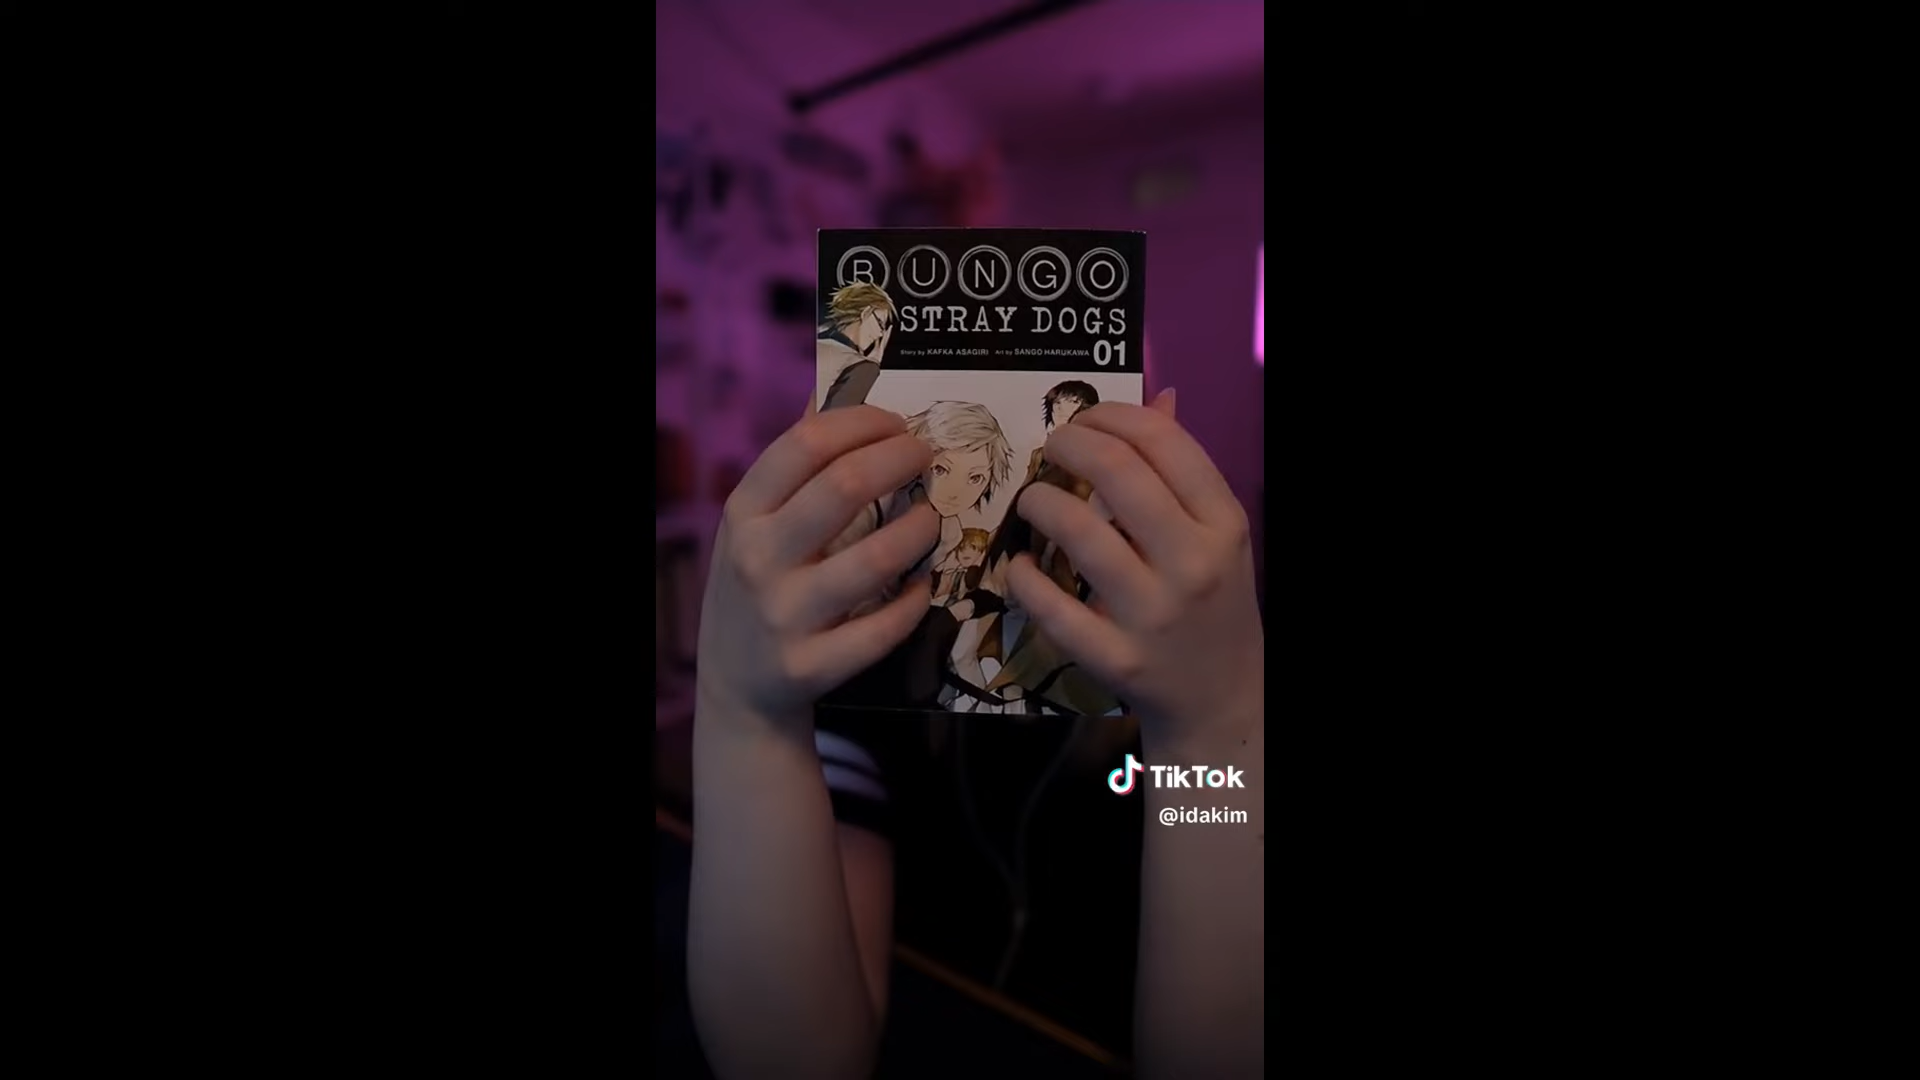 BUNGO
STRAY DOGS
Story by KAFKA ASAGIRI Art by SANGO HARUKAWA 01
TikTok
@idakim